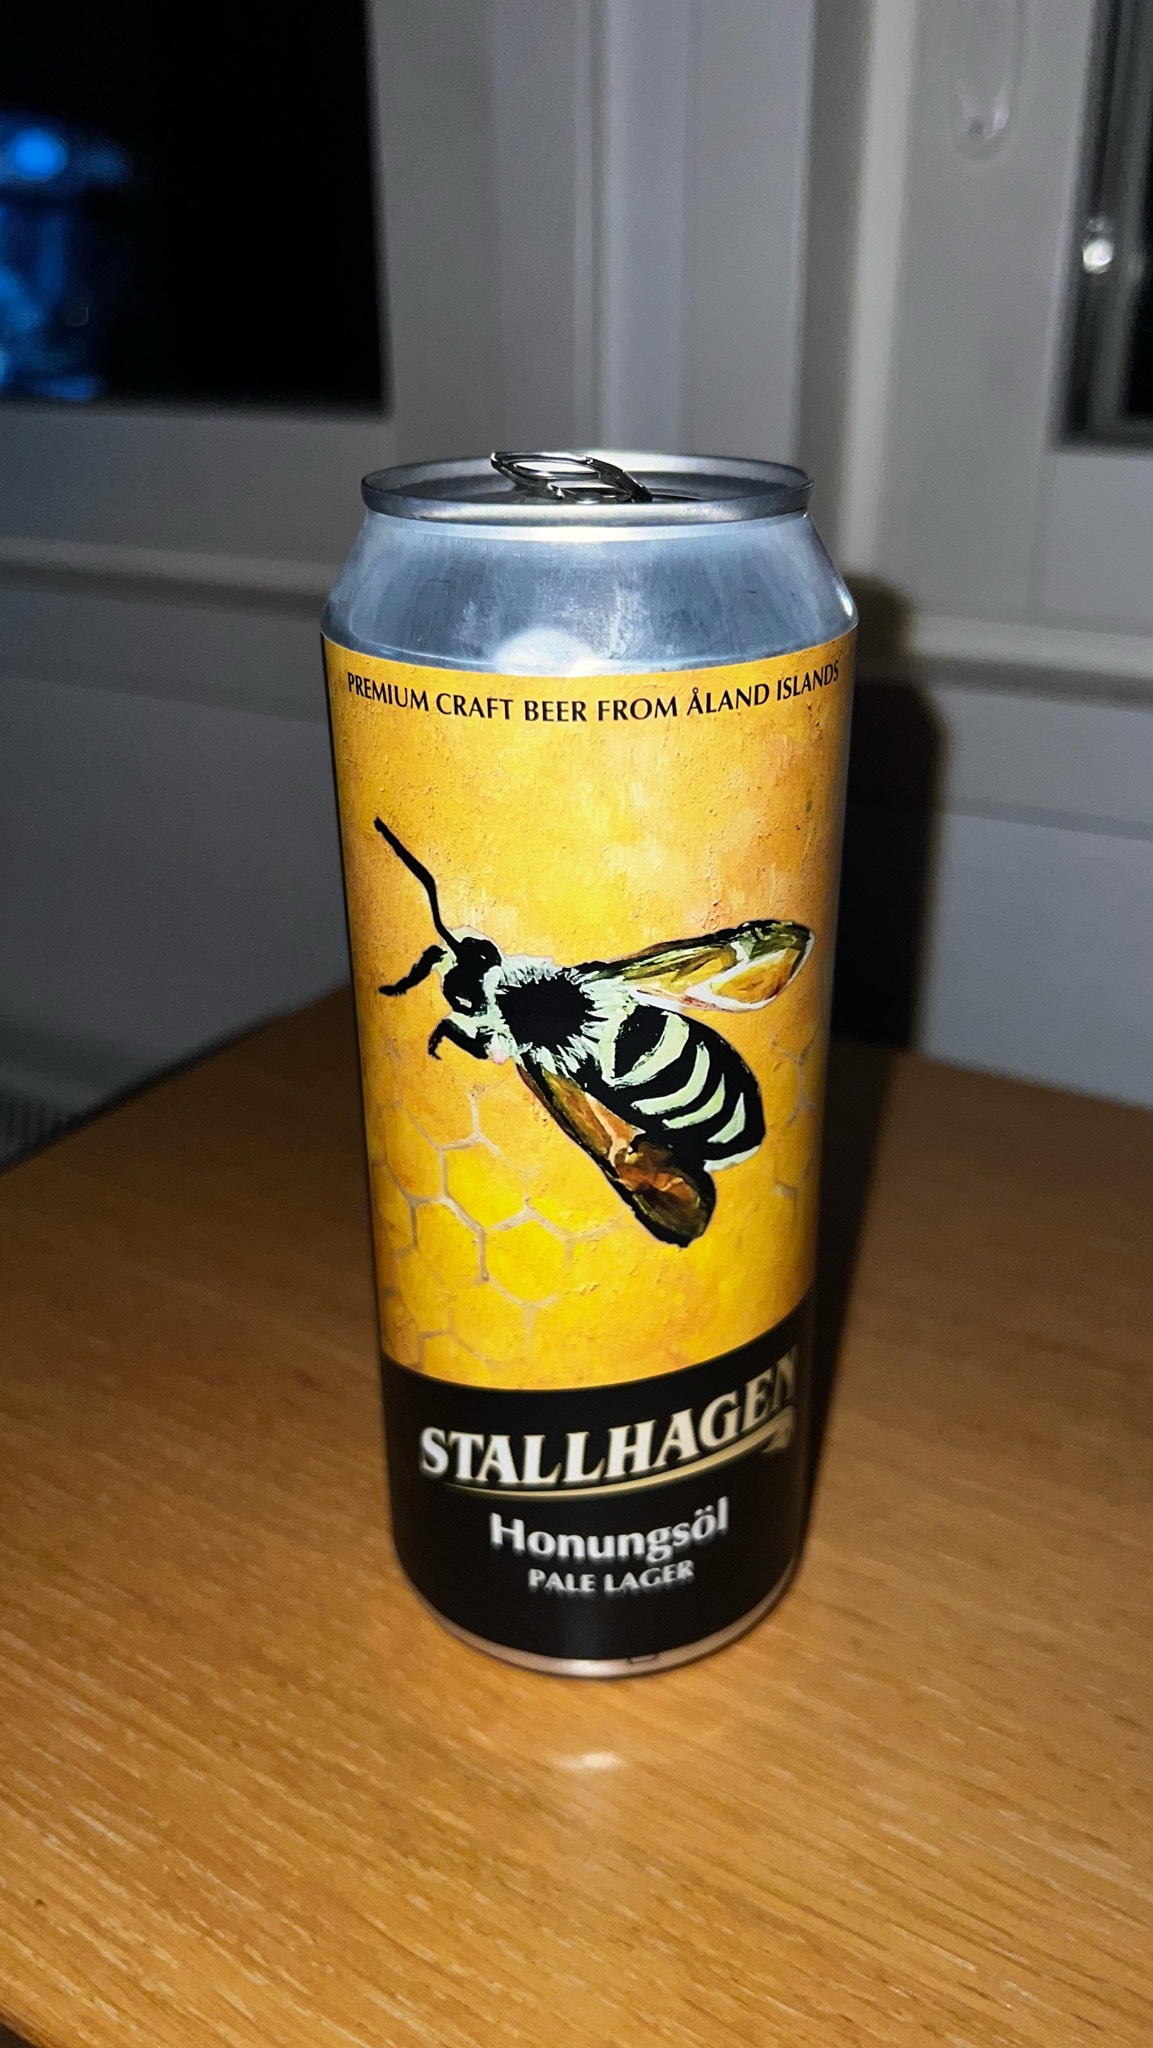 PREMIUM CRAFT BEER FROM ÅLAND ISLANDS
STALLHAGEN
Honungsöl
PALE LAGER